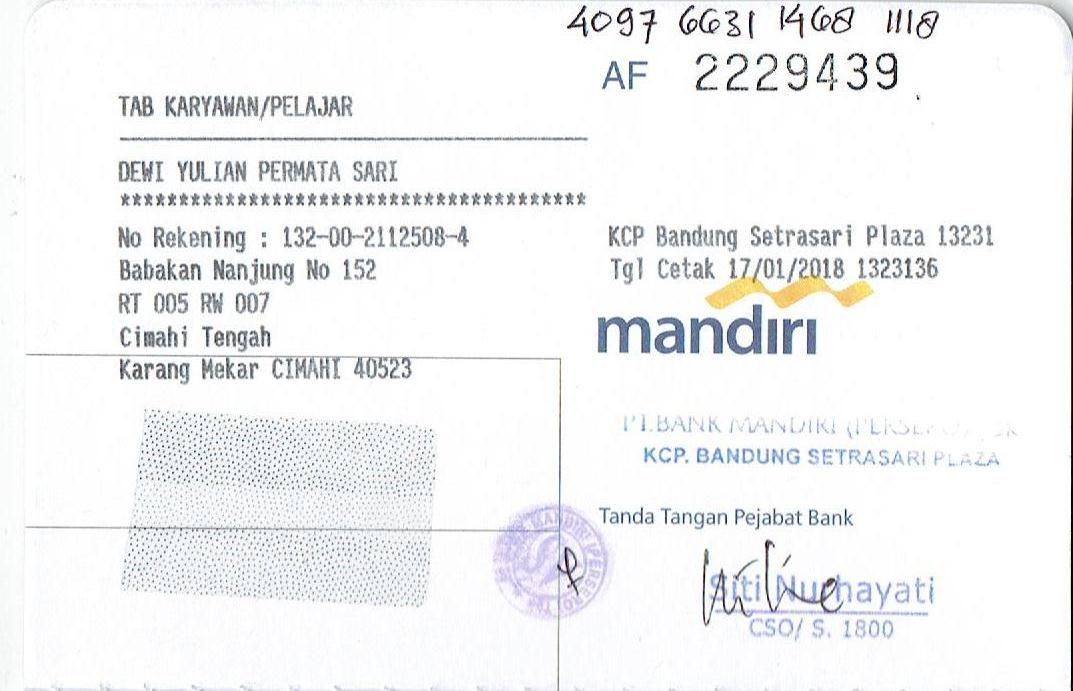 4097 6631 1468 1118
AF 2229439
TAB KARYAWAN/PELAJAR
DEWI YULIAN PERMATA SARI
****************************************
No Rekening : 132-00-2112508-4
Babakan Nanjung No 152
RT 005 RW 007
Cimahi Tengah
Karang Mekar CIMAHI 40523
KCP Bandung Setrasari Plaza 13231
Tgl Cetak 17/01/2018 1323136
mandiri
PT.BANK MANDIRI
KCP. BANDUNG SETRASARI PLAZA
Tanda Tangan Pejabat Bank
Siti Nurhayati
CSO/ S. 1800